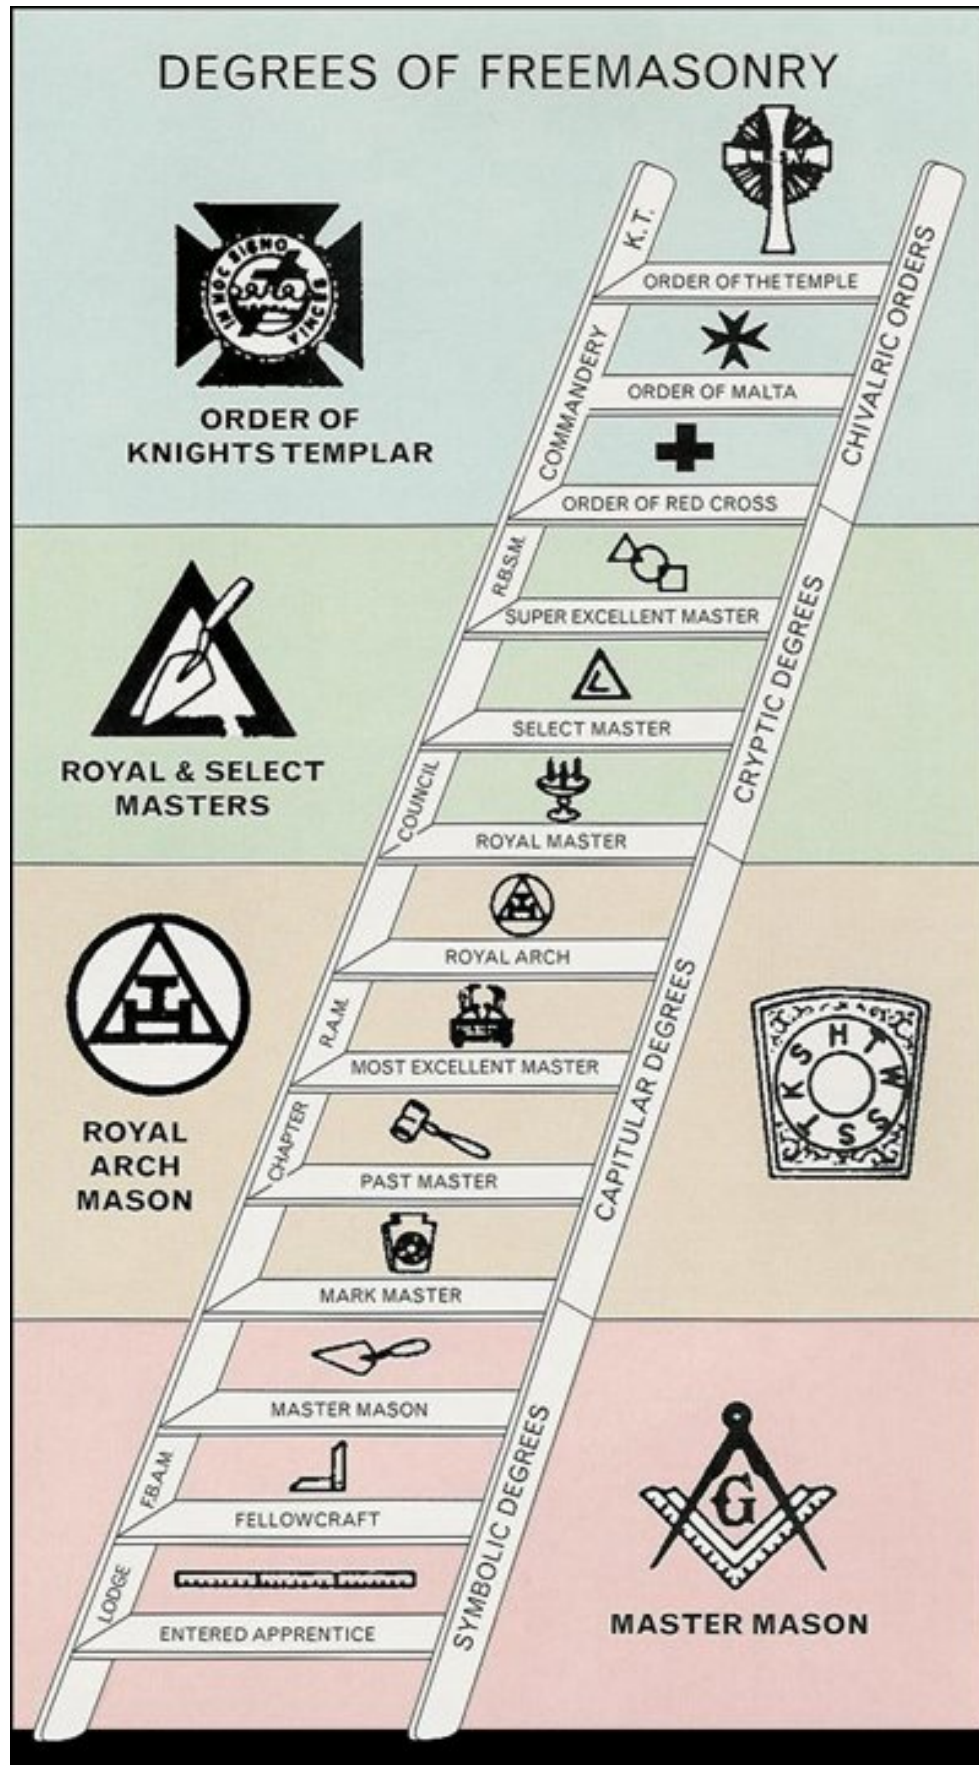 DEGREES OF FREEMASONRY
K. T.
ORDER OF THE TEMPLE
IN HOC SIGNO VINCES
ORDER OF
KNIGHTS TEMPLAR
COMMANDERY
ORDER OF MALTA
ORDER OF RED CROSS
CHIVALRIC ORDERS
R.B.S.M.
SUPER EXCELLENT MASTER
SELECT MASTER
COUNCIL
ROYAL MASTER
CRYPTIC DEGREES
ROYAL & SELECT
MASTERS
ROYAL ARCH
R.A.M.
MOST EXCELLENT MASTER
CHAPTER
PAST MASTER
MARK MASTER
CAPITULAR DEGREES
ROYAL
ARCH
MASON
H T W S S T K S
MASTER MASON
F.B.A.M
FELLOWCRAFT
LODGE
ENTERED APPRENTICE
SYMBOLIC DEGREES
G
MASTER MASON